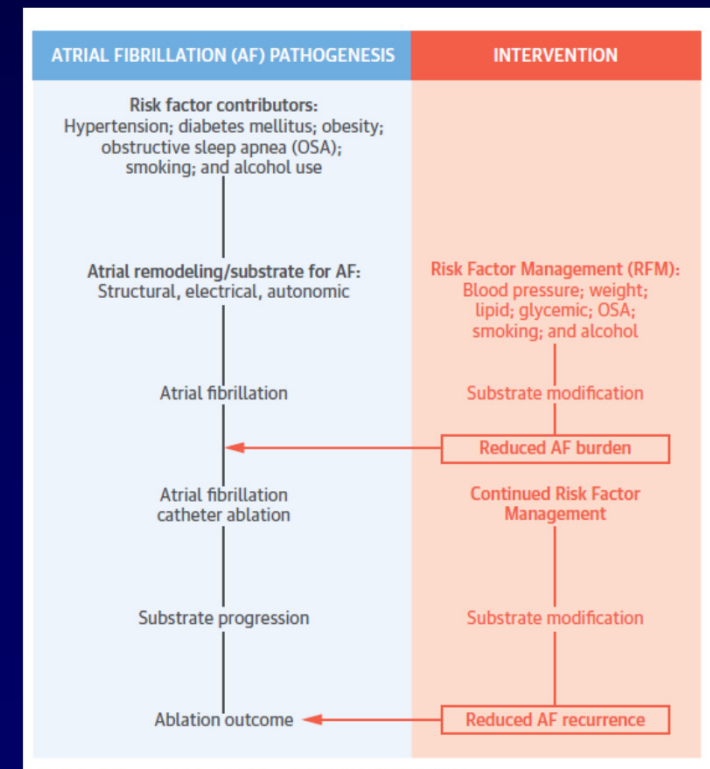 ATRIAL FIBRILLATION (AF) PATHOGENESIS
Risk factor contributors:
Hypertension; diabetes mellitus; obesity;
obstructive sleep apnea (OSA);
smoking; and alcohol use
Atrial remodeling/substrate for AF:
Structural, electrical, autonomic
Atrial fibrillation
Atrial fibrillation
catheter ablation
Substrate progression
Ablation outcome
INTERVENTION
Risk Factor Management (RFM):
Blood pressure; weight;
lipid; glycemic; OSA;
smoking; and alcohol
Substrate modification
Reduced AF burden
Continued Risk Factor
Management
Substrate modification
Reduced AF recurrence